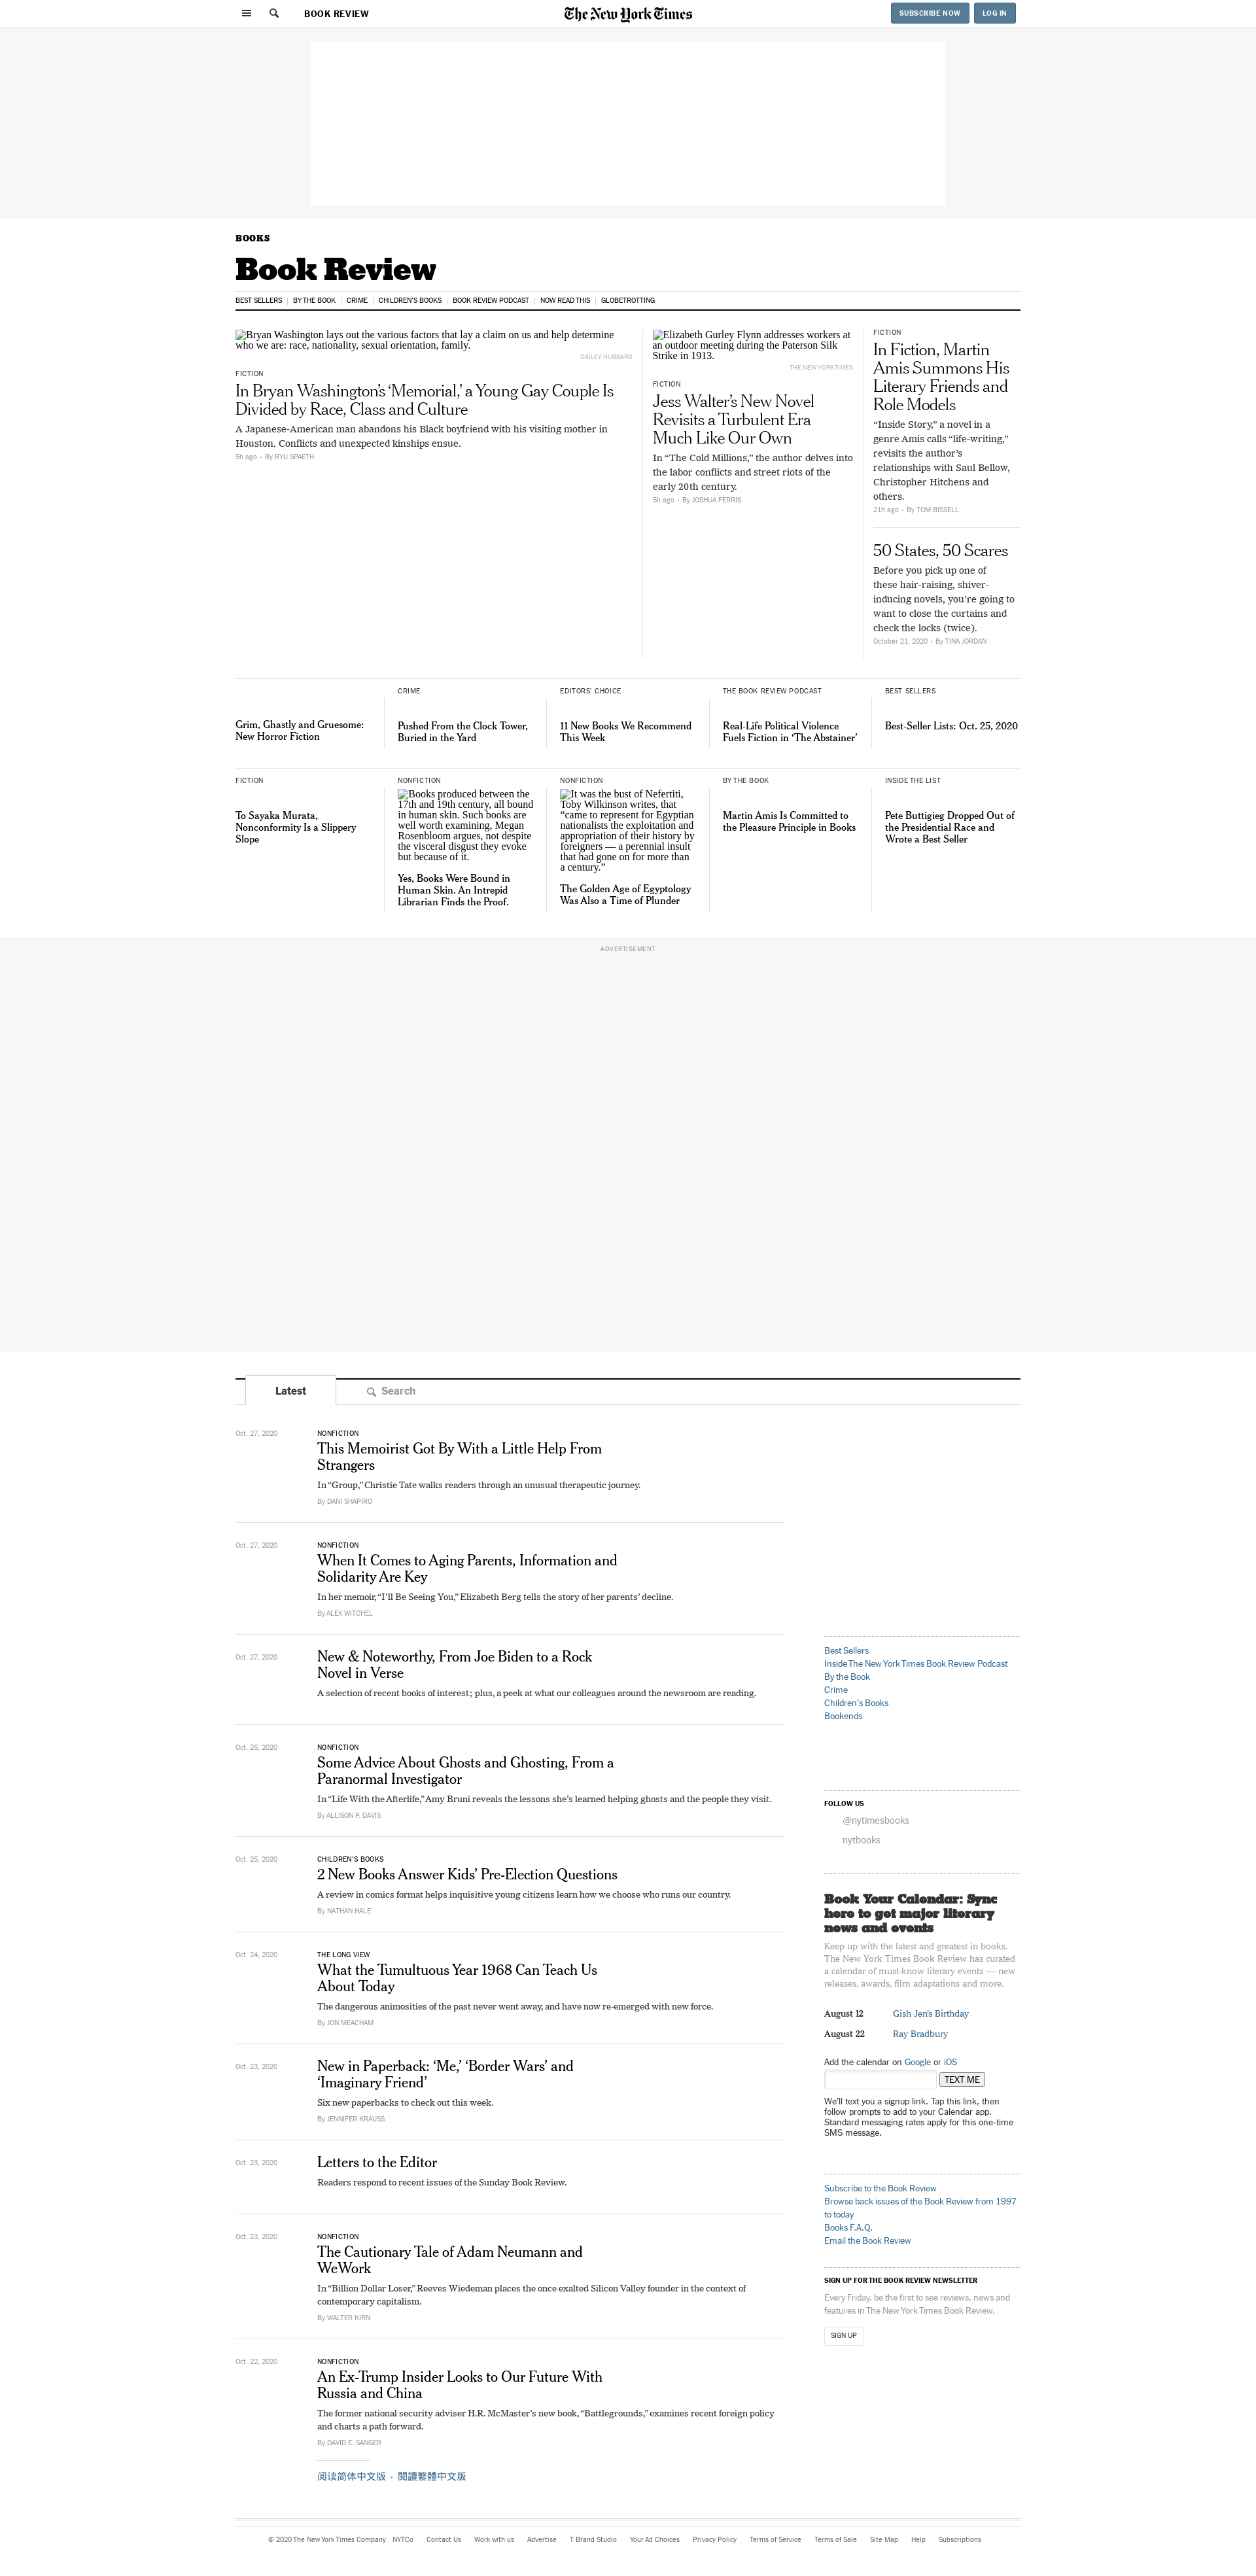 BOOK REVIEW
The New York Times
SUBSCRIBE NOW
LOG IN
BOOKS
Book Review
BEST SELLERS
BY THE BOOK
CRIME
CHILDREN'S BOOKS
BOOK REVIEW PODCAST
NOW READ THIS
GLOBETROTTING
Bryan Washington lays out the various factors that lay a claim on us and help determine
who we are: race, nationality, sexual orientation, family.
DAILEY HUBBARD
FICTION
In Bryan Washington's ‘Memorial,’ a Young Gay Couple Is
Divided by Race, Class and Culture
A Japanese-American man abandons his Black boyfriend with his visiting mother in
Houston. Conflicts and unexpected kinships ensue.
5h ago • By RYU SPAETH
Elizabeth Gurley Flynn addresses workers at
an outdoor meeting during the Paterson Silk
Strike in 1913.
THE NEW YORK TIMES
FICTION
Jess Walter’s New Novel
Revisits a Turbulent Era
Much Like Our Own
In “The Cold Millions,” the author delves into
the labor conflicts and street riots of the
early 20th century.
5h ago • By JOSHUA FERRIS
FICTION
In Fiction, Martin
Amis Summons His
Literary Friends and
Role Models
“Inside Story,” a novel in a
genre Amis calls “life-writing,”
revisits the author’s
relationships with Saul Bellow,
Christopher Hitchens and
others.
21h ago • By TOM BISSELL
50 States, 50 Scares
Before you pick up one of
these hair-raising, shiver-
inducing novels, you’re going to
want to close the curtains and
check the locks (twice).
October 21, 2020 • By TINA JORDAN
Grim, Ghastly and Gruesome:
New Horror Fiction
CRIME
Pushed From the Clock Tower,
Buried in the Yard
EDITORS’ CHOICE
11 New Books We Recommend
This Week
THE BOOK REVIEW PODCAST
Real-Life Political Violence
Fuels Fiction in ‘The Abstainer’
BEST SELLERS
Best-Seller Lists: Oct. 25, 2020
FICTION
To Sayaka Murata,
Nonconformity Is a Slippery
Slope
NONFICTION
Books produced between the
17th and 19th century, all bound
in human skin. Such books are
well worth examining, Megan
Rosenbloom argues, not despite
the visceral disgust they evoke
but because of it.
Yes, Books Were Bound in
Human Skin. An Intrepid
Librarian Finds the Proof.
NONFICTION
It was the bust of Nefertiti,
Toby Wilkinson writes, that
“came to represent for Egyptian
nationalists the exploitation and
appropriation of their history by
foreigners — a perennial insult
that had gone on for more than
a century.”
The Golden Age of Egyptology
Was Also a Time of Plunder
BY THE BOOK
Martin Amis Is Committed to
the Pleasure Principle in Books
INSIDE THE LIST
Pete Buttigieg Dropped Out of
the Presidential Race and
Wrote a Best Seller
ADVERTISEMENT
Latest
Search
Oct. 27, 2020
NONFICTION
This Memoirist Got By With a Little Help From
Strangers
In “Group,” Christie Tate walks readers through an unusual therapeutic journey.
By DANI SHAPIRO
Oct. 27, 2020
NONFICTION
When It Comes to Aging Parents, Information and
Solidarity Are Key
In her memoir, “I’ll Be Seeing You,” Elizabeth Berg tells the story of her parents’ decline.
By ALEX WITCHEL
Oct. 27, 2020
New & Noteworthy, From Joe Biden to a Rock
Novel in Verse
A selection of recent books of interest; plus, a peek at what our colleagues around the newsroom are reading.
Oct. 26, 2020
NONFICTION
Some Advice About Ghosts and Ghosting, From a
Paranormal Investigator
In “Life With the Afterlife,” Amy Bruni reveals the lessons she’s learned helping ghosts and the people they visit.
By ALLISON P. DAVIS
Oct. 25, 2020
CHILDREN’S BOOKS
2 New Books Answer Kids’ Pre-Election Questions
A review in comics format helps inquisitive young citizens learn how we choose who runs our country.
By NATHAN HALE
Oct. 24, 2020
THE LONG VIEW
What the Tumultuous Year 1968 Can Teach Us
About Today
The dangerous animosities of the past never went away, and have now re-emerged with new force.
By JON MEACHAM
Oct. 23, 2020
New in Paperback: ‘Me,’ ‘Border Wars’ and
‘Imaginary Friend’
Six new paperbacks to check out this week.
By JENNIFER KRAUSS
Oct. 23, 2020
Letters to the Editor
Readers respond to recent issues of the Sunday Book Review.
Oct. 23, 2020
NONFICTION
The Cautionary Tale of Adam Neumann and
WeWork
In “Billion Dollar Loser,” Reeves Wiedeman places the once exalted Silicon Valley founder in the context of
contemporary capitalism.
By WALTER KIRN
Oct. 22, 2020
NONFICTION
An Ex-Trump Insider Looks to Our Future With
Russia and China
The former national security adviser H.R. McMaster’s new book, “Battlegrounds,” examines recent foreign policy
and charts a path forward.
By DAVID E. SANGER
阅读简体中文版 • 閱讀繁體中文版
Best Sellers
Inside The New York Times Book Review Podcast
By the Book
Crime
Children’s Books
Bookends
FOLLOW US
@nytimesbooks
nytbooks
Book Your Calendar: Sync
here to get major literary
news and events
Keep up with the latest and greatest in books.
The New York Times Book Review has curated
a calendar of must-know literary events — new
releases, awards, film adaptations and more.
August 12 Gish Jen’s Birthday
August 22 Ray Bradbury
Add the calendar on Google or iOS
TEXT ME
We’ll text you a signup link. Tap this link, then
follow prompts to add to your Calendar app.
Standard messaging rates apply for this one-time
SMS message.
Subscribe to the Book Review
Browse back issues of the Book Review from 1997
to today
Books F.A.Q.
Email the Book Review
SIGN UP FOR THE BOOK REVIEW NEWSLETTER
Every Friday, be the first to see reviews, news and
features in The New York Times Book Review.
SIGN UP
© 2020 The New York Times Company NYTCo Contact Us Work with us Advertise T Brand Studio Your Ad Choices Privacy Policy Terms of Service Terms of Sale Site Map Help Subscriptions